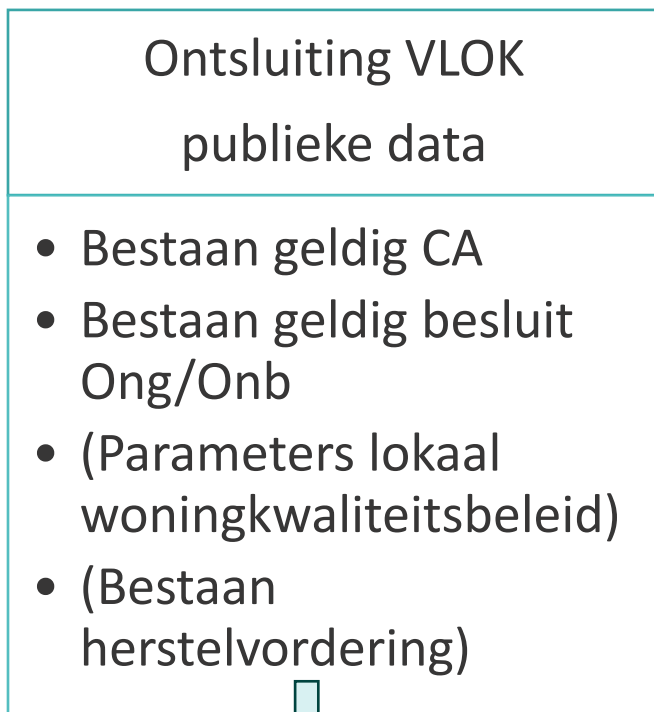 Ontsluiting VLOK
publieke data
• Bestaan geldig CA
• Bestaan geldig besluit
Ong/Onb
• (Parameters lokaal
woningkwaliteitsbeleid)
• (Bestaan
herstelvordering)